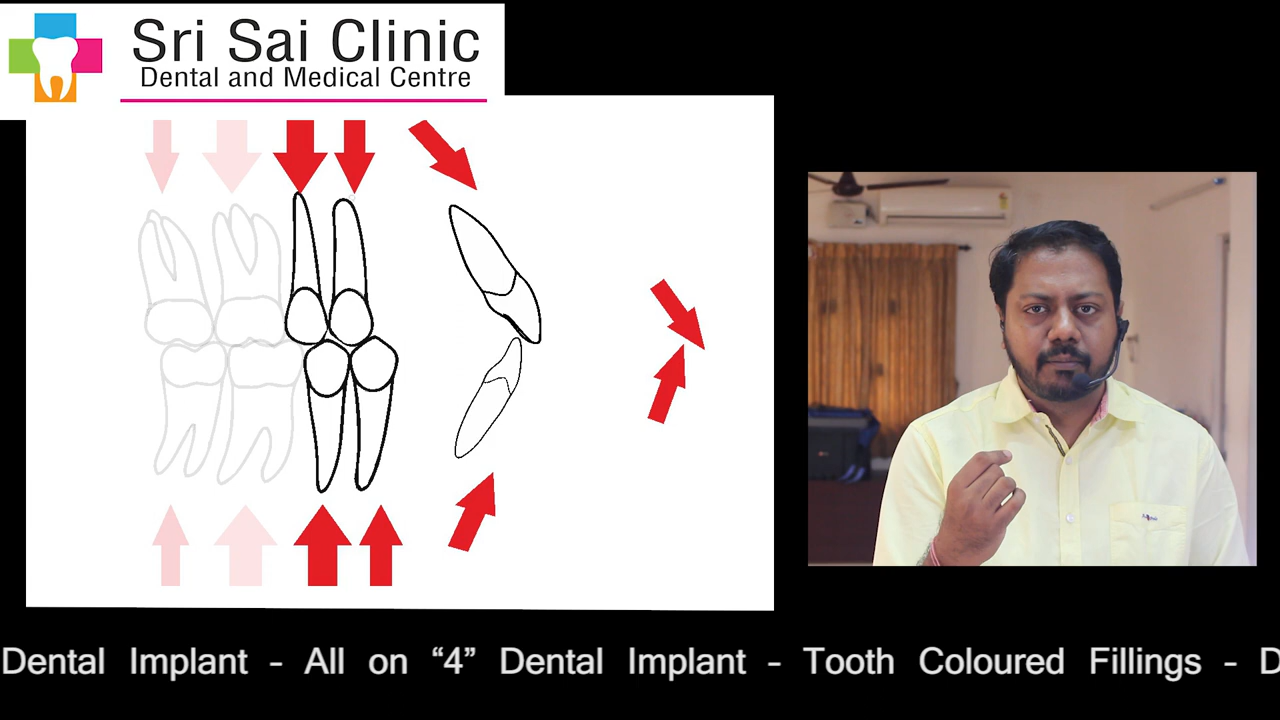 Sri Sai Clinic
Dental and Medical Centre
Dental Implant - All on “4” Dental Implant - Tooth Coloured Fillings - D